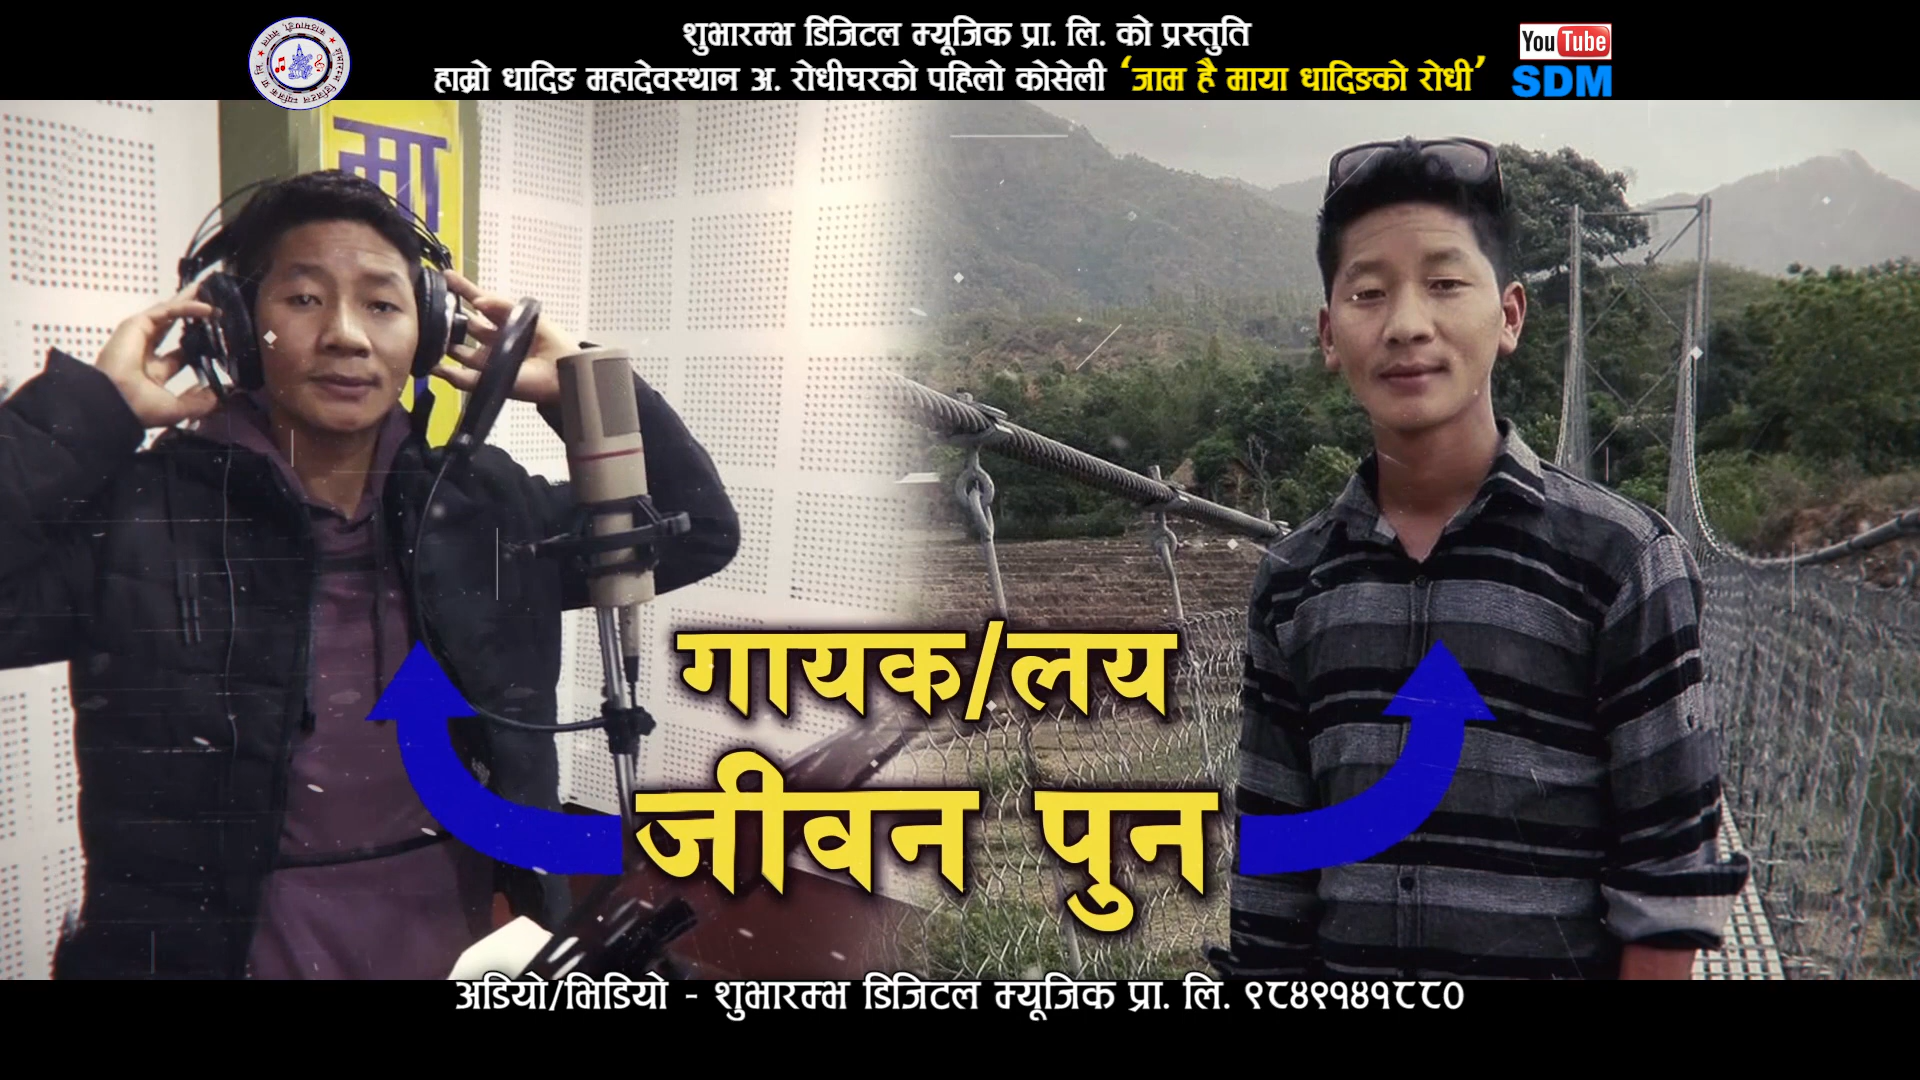 शुभारम्भ डिजिटल म्यूजिक प्रा. लि. को प्रस्तुति
हाम्रो धादिङ महादेवस्थान अ. रोधीघरको पहिलो कोसेली ‘जाम है माया धादिङको रोधी’
You Tube
SDM
मा
गायक/लय
जीवन पुन
अडियो/भिडियो - शुभारम्भ डिजिटल म्यूजिक प्रा. लि. ९८४९१४१८८०